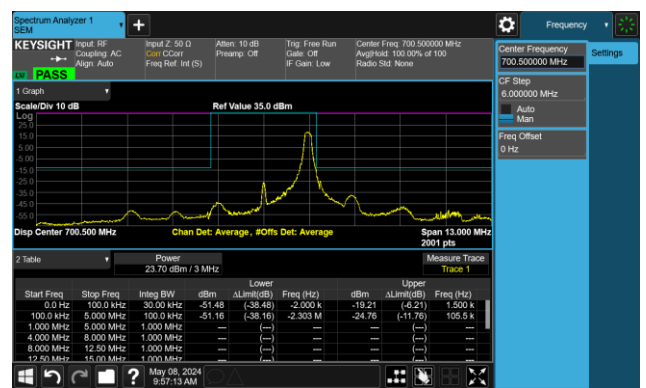 Spectrum Analyzer 1
SEM
Frequency
KEYSIGHT
Input: RF
Coupling: AC
Align: Auto
Input Z: 50 Ω
Corr CCorr
Freq Ref: Int (S)
Atten: 10 dB
Preamp: Off
Trig: Free Run
Gate: Off
IF Gain: Low
Center Freq: 700.500000 MHz
Avg|Hold: 100.00% of 100
Radio Std: None
PASS
Center Frequency
700.500000 MHz
Settings
CF Step
6.000000 MHz
Auto
Man
Freq Offset
0 Hz
1 Graph
Scale/Div 10 dB
Ref Value 35.0 dBm
Log
25.0
15.0
5.00
-5.00
-15.0
-25.0
-35.0
-45.0
-55.0
Disp Center 700.500 MHz
Chan Det: Average, #Offs Det: Average
Span 13.000 MHz
2001 pts
2 Table
Power
23.70 dBm / 3 MHz
Measure Trace
Trace 1
Lower Upper
Start Freq Stop Freq Integ BW dBm ΔLimit(dB) Freq (Hz) dBm ΔLimit(dB) Freq (Hz)
0.0 Hz 100.0 kHz 30.00 kHz -51.48 (-38.48) -2.000 k -19.21 (-6.21) 1.500 k
100.0 kHz 5.000 MHz 100.0 kHz -51.16 (-38.16) -2.303 M -24.76 (-11.76) 105.5 k
1.000 MHz 5.000 MHz 1.000 MHz --- (---) --- --- (---) ---
4.000 MHz 8.000 MHz 1.000 MHz --- (---) --- --- (---) ---
8.000 MHz 12.50 MHz 1.000 MHz --- (---) --- --- (---) ---
12.50 MHz 15.00 MHz 1.000 MHz --- (---) --- --- (---) ---
May 08, 2024
9:57:13 AM